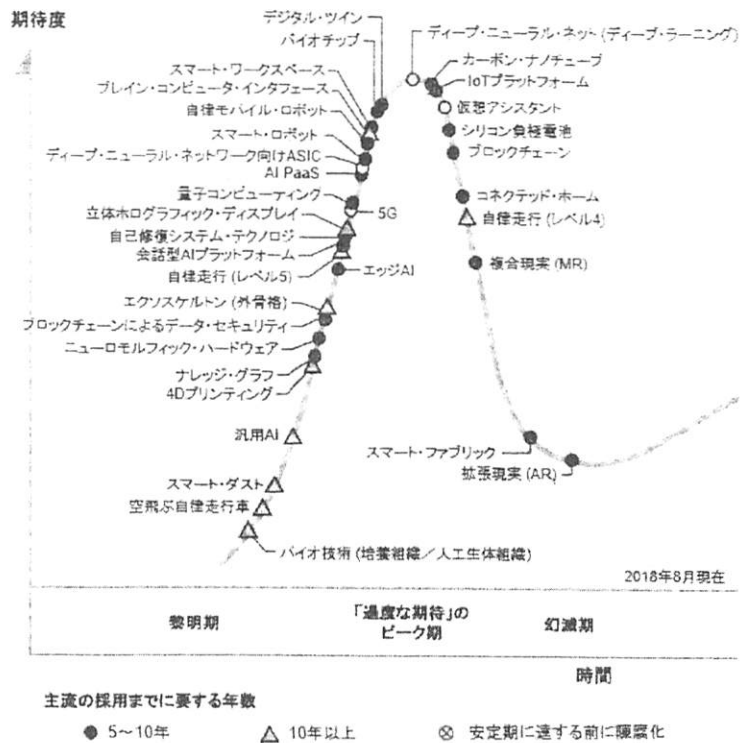 期待度
デジタル・ツイン
バイオチップ
スマート・ワークスペース
ブレイン・コンピュータ・インタフェース
自律モバイル・ロボット
スマート・ロボット
ディープ・ニューラル・ネットワーク向けASIC
AI PaaS
量子コンピューティング
5G
立体ホログラフィック・ディスプレイ
自己修復システム・テクノロジ
会話型AIプラットフォーム
自律走行 (レベル5)
エッジAI
エクソスケルトン (外骨格)
ブロックチェーンによるデータ・セキュリティ
ニューロモルフィック・ハードウェア
ナレッジ・グラフ
4Dプリンティング
汎用AI
スマート・ダスト
空飛ぶ自律走行車
バイオ技術 (培養組織／人工生体組織)
ディープ・ニューラル・ネット (ディープ・ラーニング)
カーボン・ナノチューブ
IoTプラットフォーム
仮想アシスタント
シリコン負極電池
ブロックチェーン
コネクテッド・ホーム
自律走行 (レベル4)
複合現実 (MR)
スマート・ファブリック
拡張現実 (AR)
2018年8月現在
黎明期
「過度な期待」の
ピーク期
幻滅期
時間
主流の採用までに要する年数
5～10年
10年以上
安定期に達する前に陳腐化